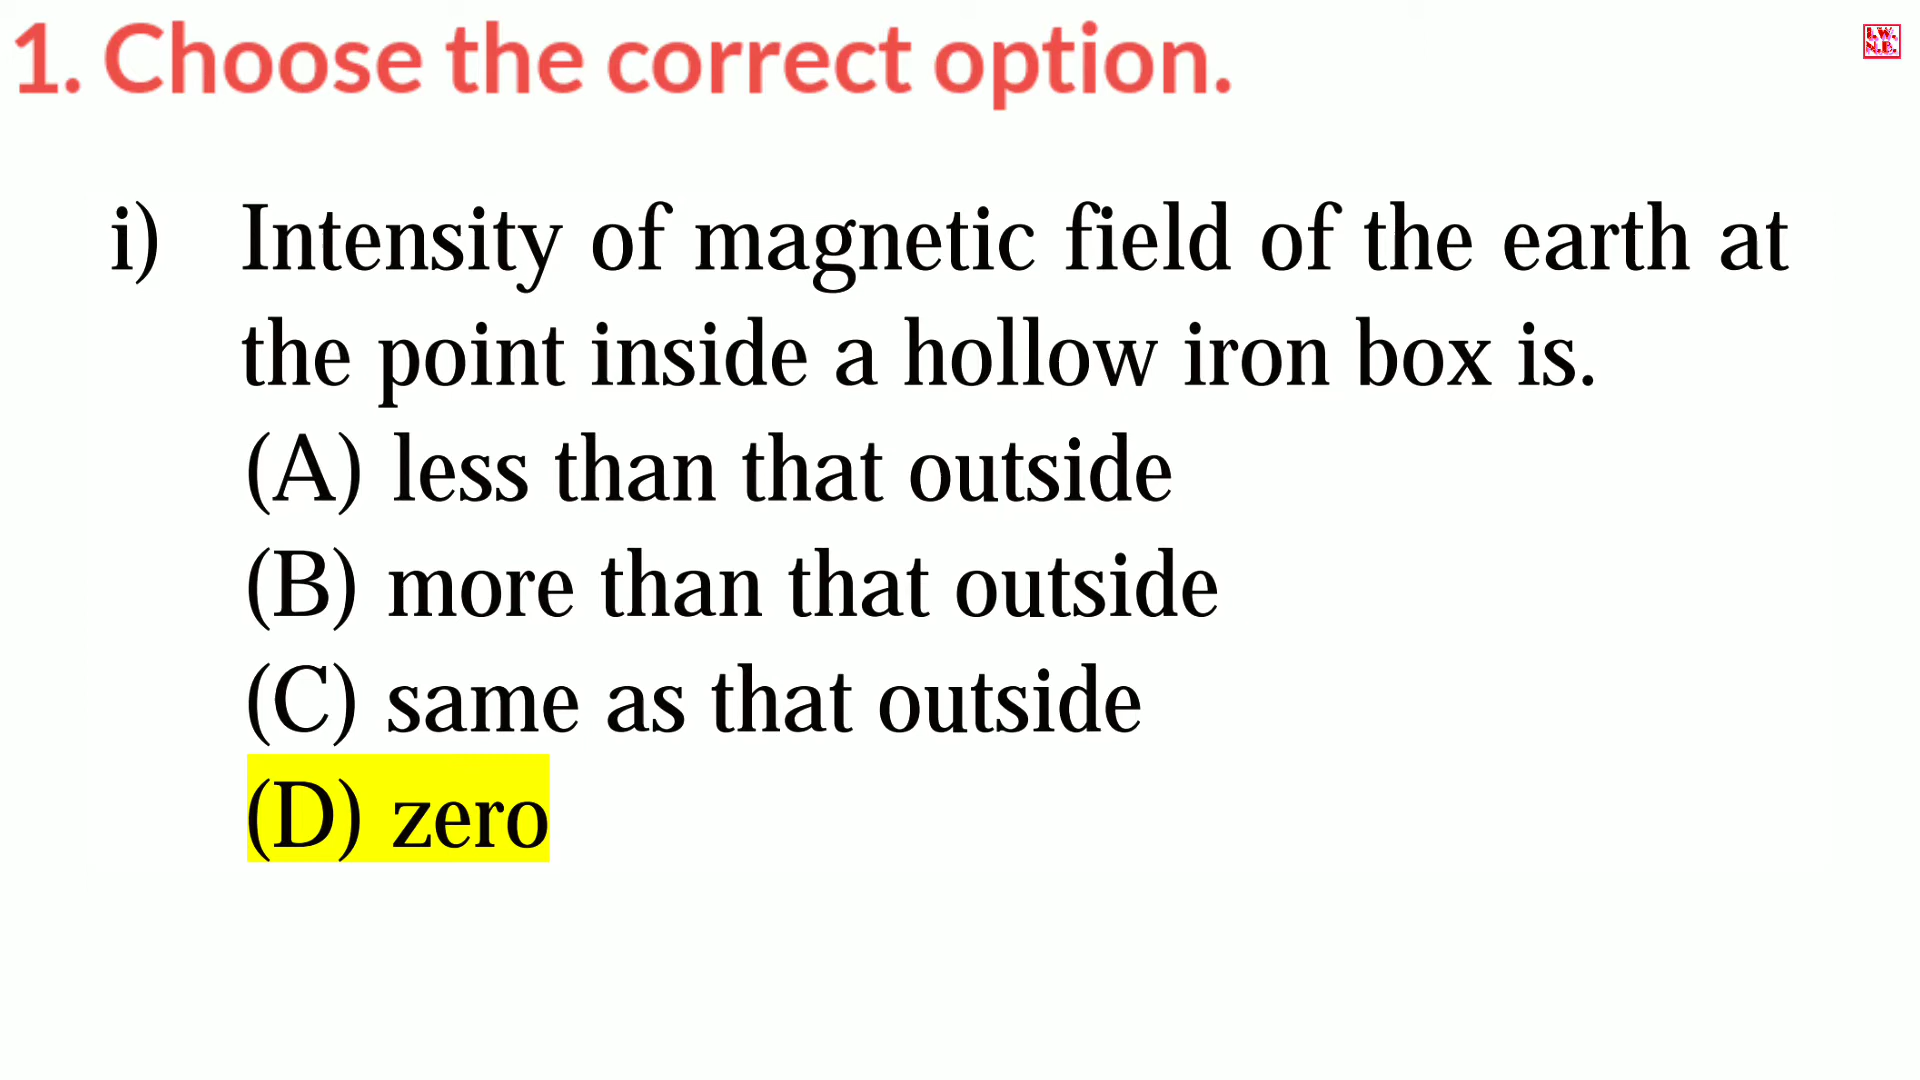 1. Choose the correct option.
I.W.
N.B.
i) Intensity of magnetic field of the earth at
the point inside a hollow iron box is.
(A) less than that outside
(B) more than that outside
(C) same as that outside
(D) zero